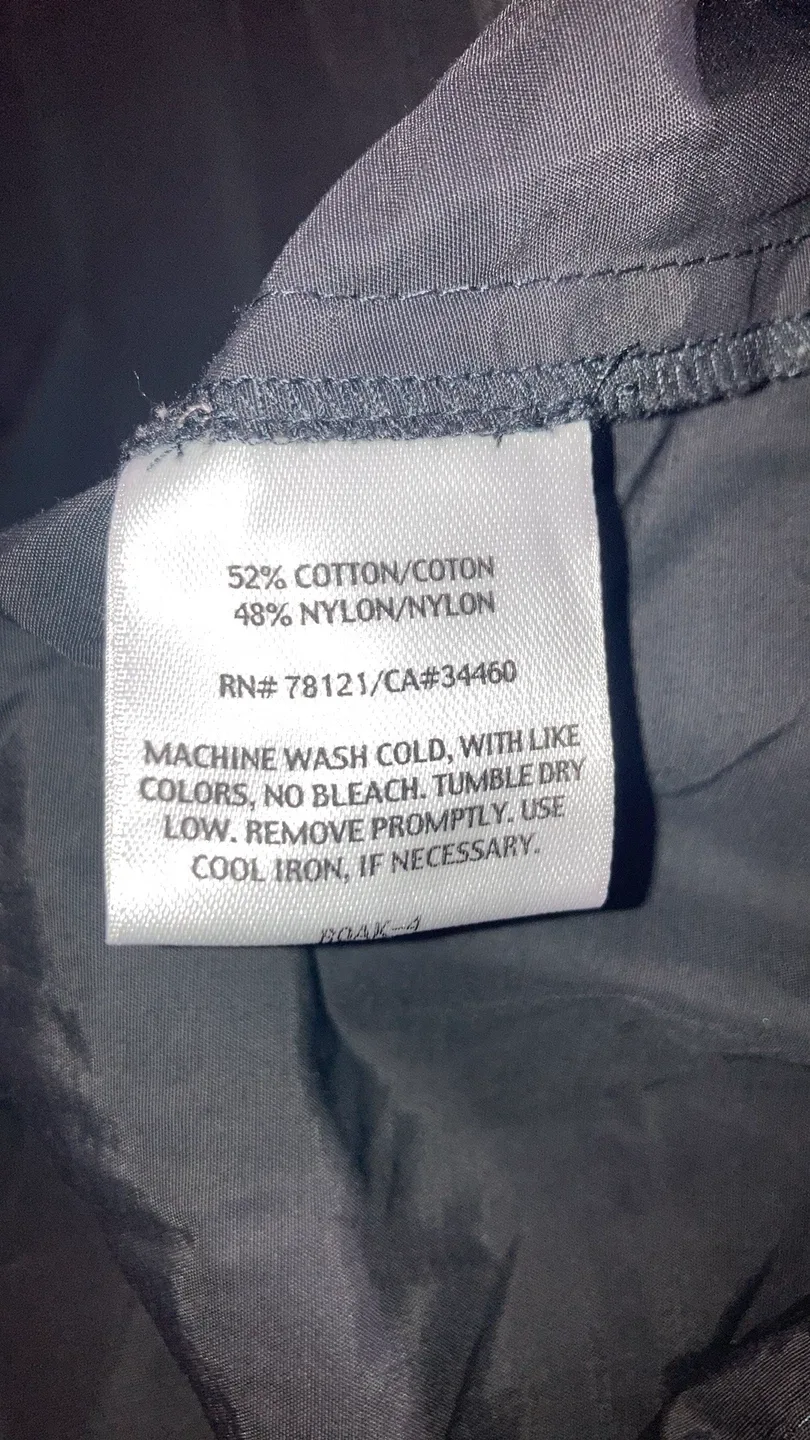 52% COTTON/COTON
48% NYLON/NYLON
RN# 78121/CA#34460
MACHINE WASH COLD, WITH LIKE
COLORS, NO BLEACH. TUMBLE DRY
LOW. REMOVE PROMPTLY. USE
COOL IRON, IF NECESSARY.